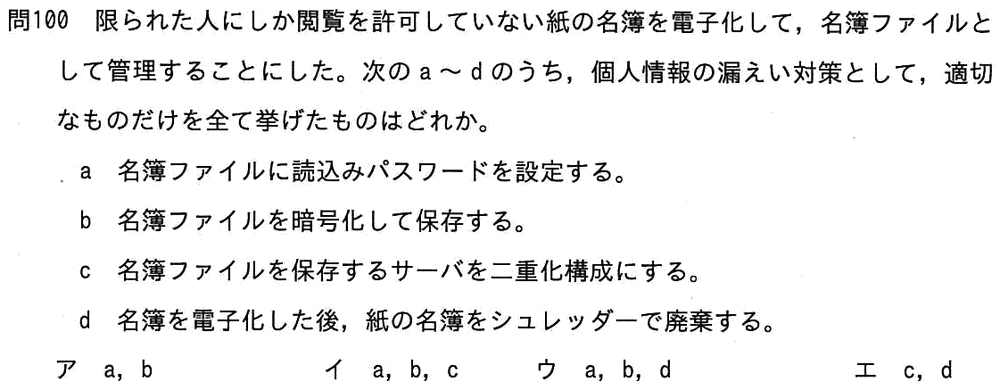 問100 限られた人にしか閲覧を許可していない紙の名簿を電子化して，名簿ファイルと
して管理することにした。次のa～dのうち，個人情報の漏えい対策として，適切
なものだけを全て挙げたものはどれか。
a 名簿ファイルに読込みパスワードを設定する。
b 名簿ファイルを暗号化して保存する。
c 名簿ファイルを保存するサーバを二重化構成にする。
d 名簿を電子化した後，紙の名簿をシュレッダーで廃棄する。
ア a，b イ a，b，c ウ a，b，d エ c，d